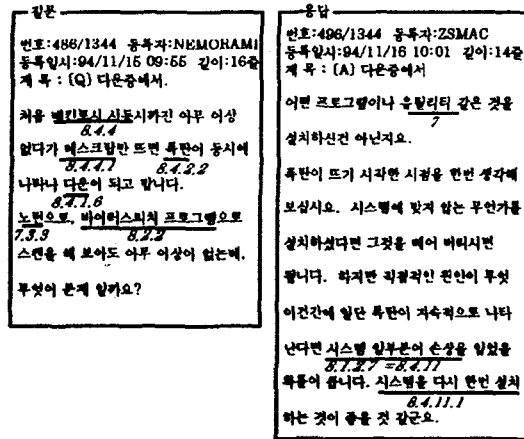 질문
번호:486/1344 등록자:NEMORAMI
등록일시:94/11/15 09:55 길이:16줄
제 목 : [Q] 다운중에서.
처음 매킨토시 시동시까진 아무 이상
8.4.4
없다가 데스크탑만 뜨면 폭탄이 동시에
8.4.4.1 8.4.2.2
나타나 다운이 되고 맙니다.
8.4.1.6
노턴으로, 바이러스퇴치 프로그램으로
7.3.3 8.2.2
스캔을 해 보아도 아무 이상이 없는데,
무엇이 문제 일까요?
응답
번호:496/1344 등록자:ZSMAC
등록일시:94/11/16 10:01 길이:14줄
제 목 : [A] 다운중에서
어떤 프로그램이나 유틸리티 같은 것을
7
설치하신건 아닌지요.
폭탄이 뜨기 시작한 시점을 한번 생각해
보십시요. 시스템에 맞지 않는 무언가를
설치하셨다면 그것을 빼어 버리시면
됩니다. 하지만 직접적인 원인이 무엇
이건간에 일단 폭탄이 지속적으로 나타
난다면 시스템 일부분이 손상을 입었을
8.1.2.7 =8.4.11
확률이 큽니다. 시스템을 다시 한번 설치
8.4.11.1
하는 것이 좋을 것 같군요.